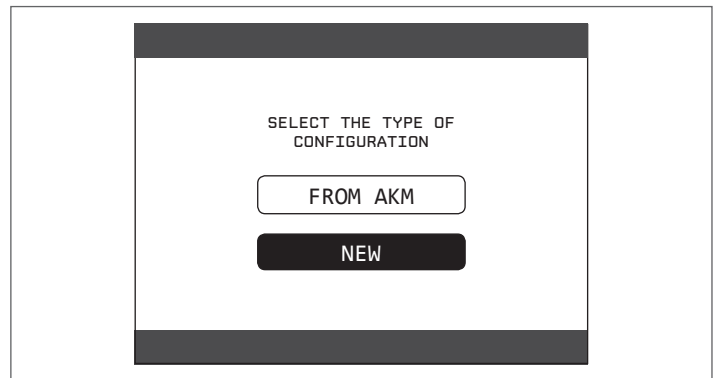 SELECT THE TYPE OF
CONFIGURATION
FROM AKM
NEW